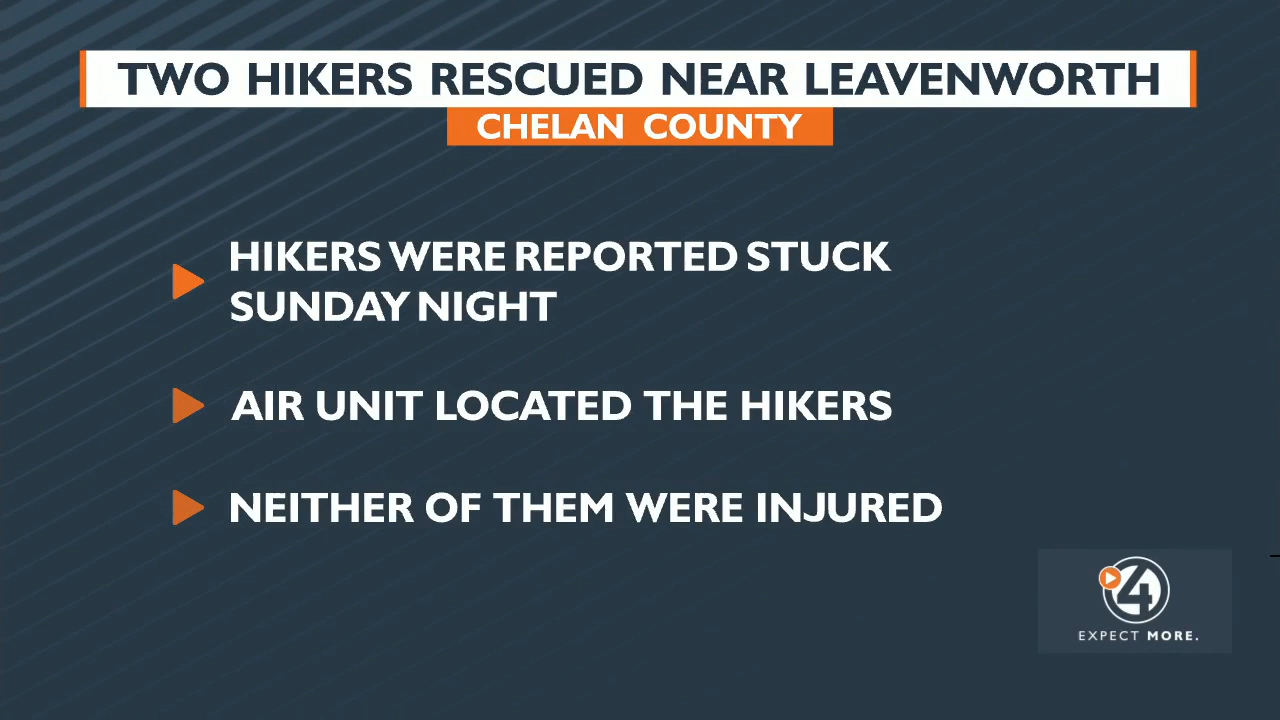 TWO HIKERS RESCUED NEAR LEAVENWORTH
CHELAN COUNTY
HIKERS WERE REPORTED STUCK
SUNDAY NIGHT
AIR UNIT LOCATED THE HIKERS
NEITHER OF THEM WERE INJURED
4
EXPECT MORE.